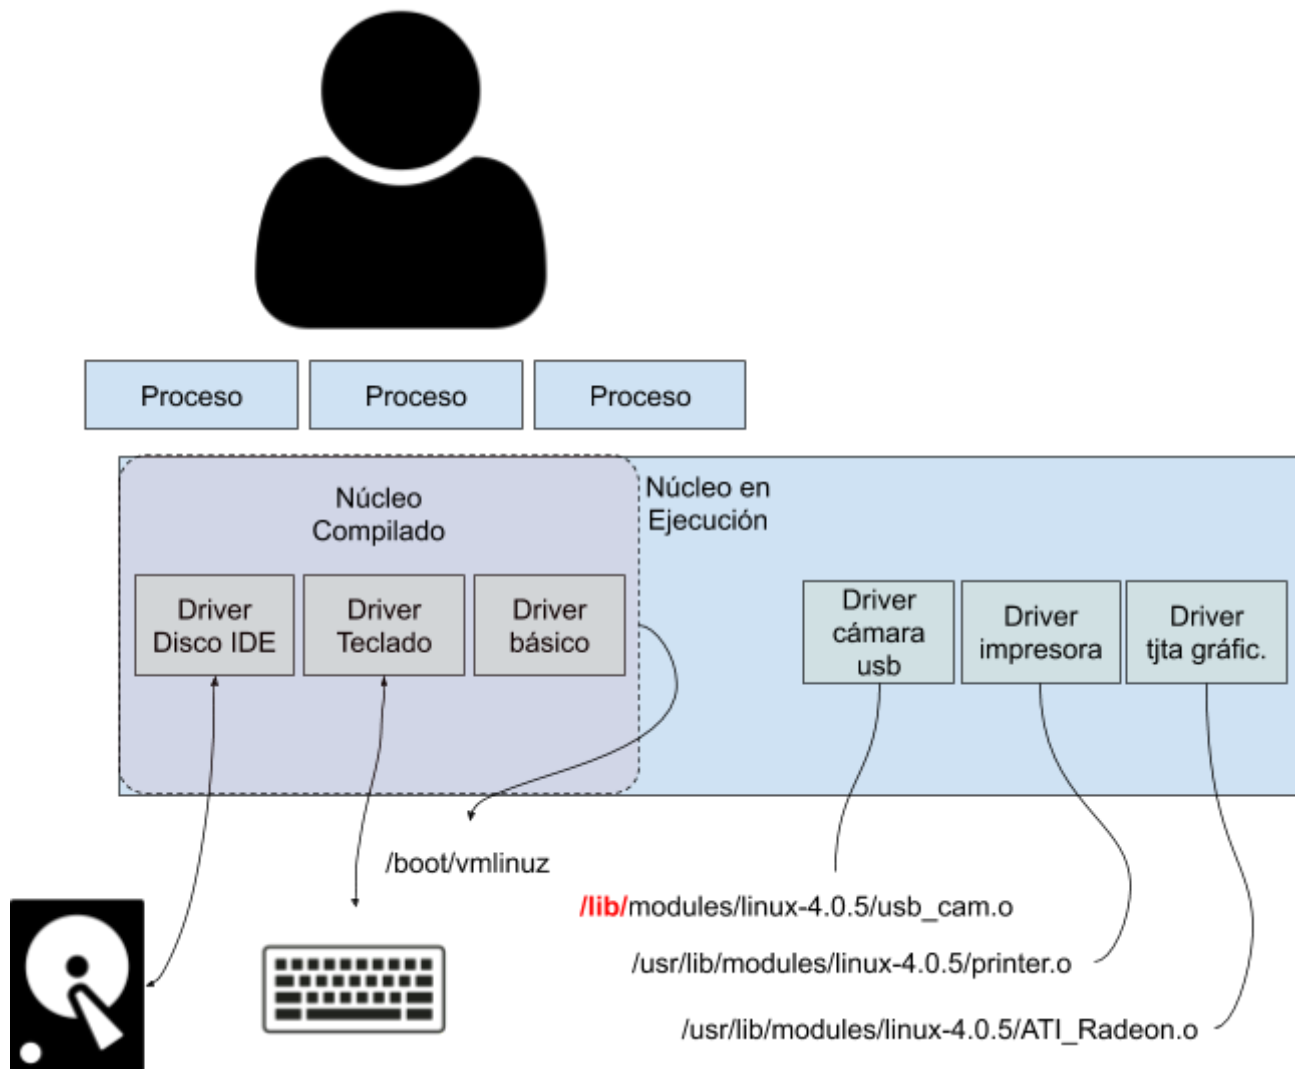 Proceso
Proceso
Proceso
Núcleo
Compilado
Núcleo en
Ejecución
Driver
Disco IDE
Driver
Teclado
Driver
básico
Driver
cámara
usb
Driver
impresora
Driver
tjta gráfic.
/boot/vmlinuz
/lib/modules/linux-4.0.5/usb_cam.o
/usr/lib/modules/linux-4.0.5/printer.o
/usr/lib/modules/linux-4.0.5/ATI_Radeon.o